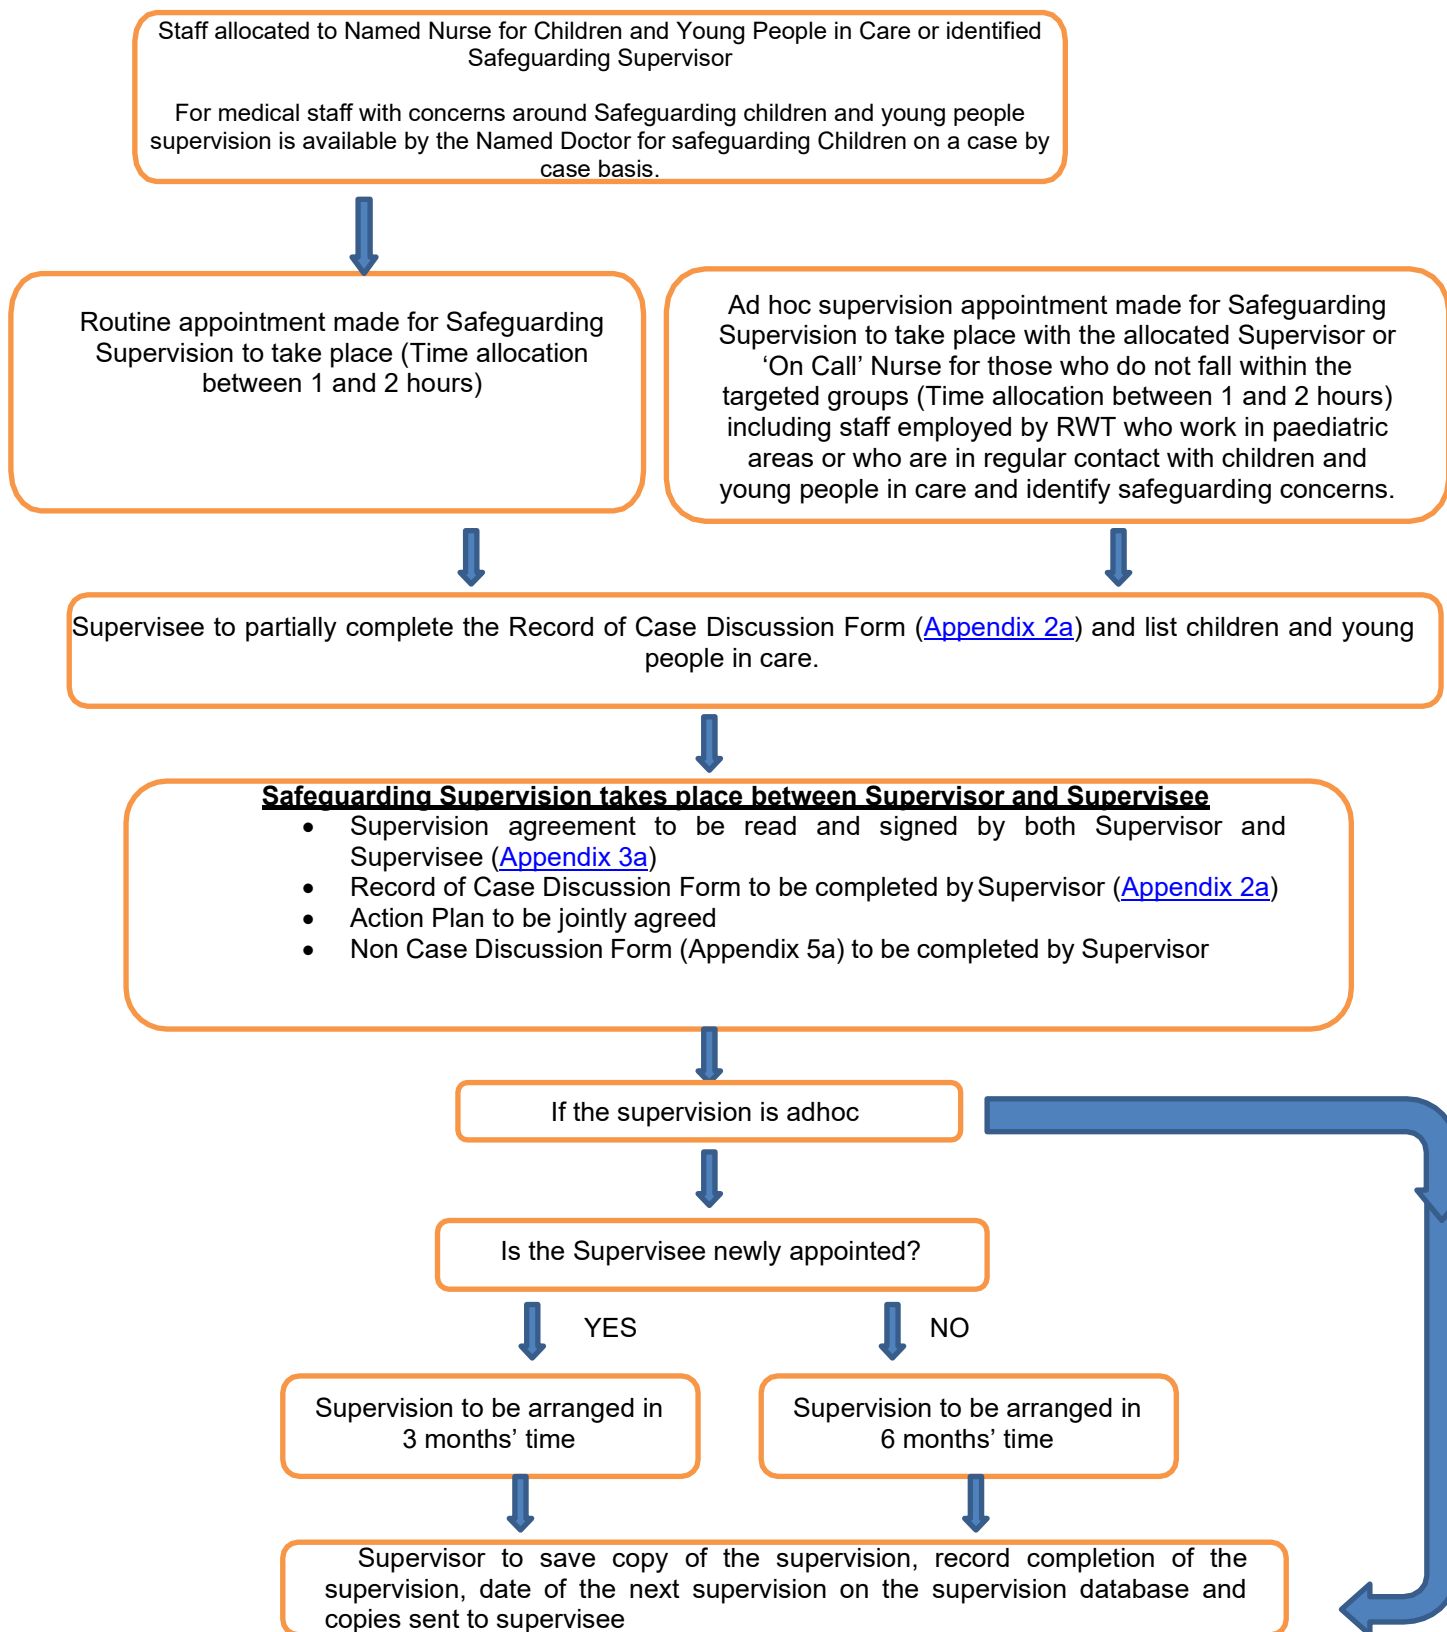 Staff allocated to Named Nurse for Children and Young People in Care or identified
Safeguarding Supervisor
For medical staff with concerns around Safeguarding children and young people
supervision is available by the Named Doctor for safeguarding Children on a case by
case basis.
Routine appointment made for Safeguarding
Supervision to take place (Time allocation
between 1 and 2 hours)
Ad hoc supervision appointment made for Safeguarding
Supervision to take place with the allocated Supervisor or
‘On Call’ Nurse for those who do not fall within the
targeted groups (Time allocation between 1 and 2 hours)
including staff employed by RWT who work in paediatric
areas or who are in regular contact with children and
young people in care and identify safeguarding concerns.
Supervisee to partially complete the Record of Case Discussion Form (Appendix 2a) and list children and young
people in care.
Safeguarding Supervision takes place between Supervisor and Supervisee
• Supervision agreement to be read and signed by both Supervisor and
Supervisee (Appendix 3a)
• Record of Case Discussion Form to be completed by Supervisor (Appendix 2a)
• Action Plan to be jointly agreed
• Non Case Discussion Form (Appendix 5a) to be completed by Supervisor
If the supervision is adhoc
Is the Supervisee newly appointed?
YES
NO
Supervision to be arranged in
3 months’ time
Supervision to be arranged in
6 months’ time
Supervisor to save copy of the supervision, record completion of the
supervision, date of the next supervision on the supervision database and
copies sent to supervisee